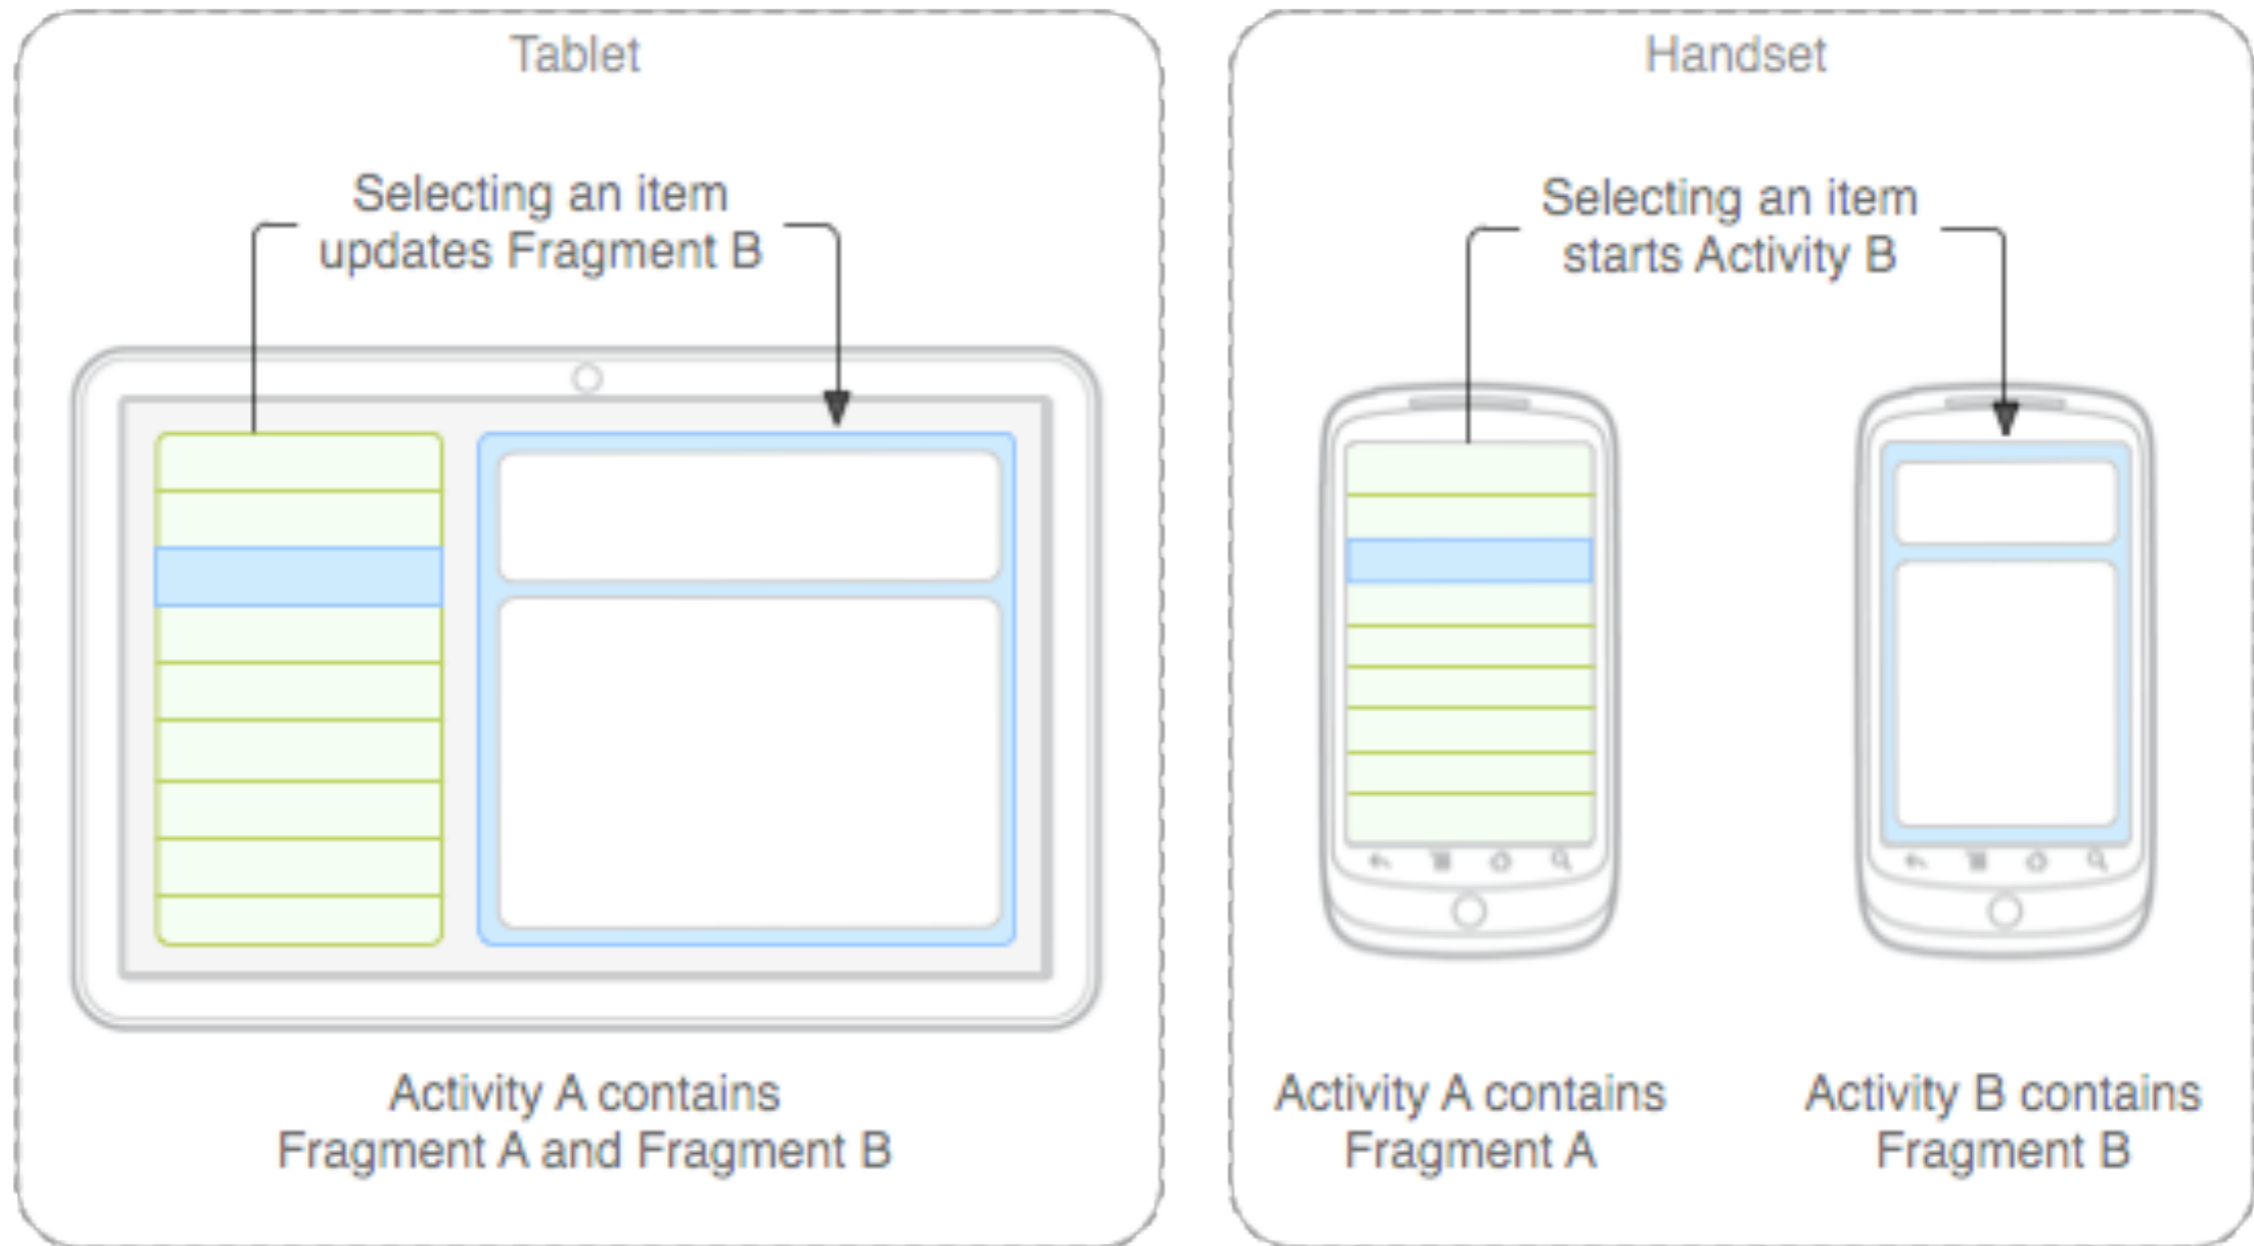 Tablet
Selecting an item
updates Fragment B
Activity A contains
Fragment A and Fragment B
Handset
Selecting an item
starts Activity B
Activity A contains
Fragment A
Activity B contains
Fragment B